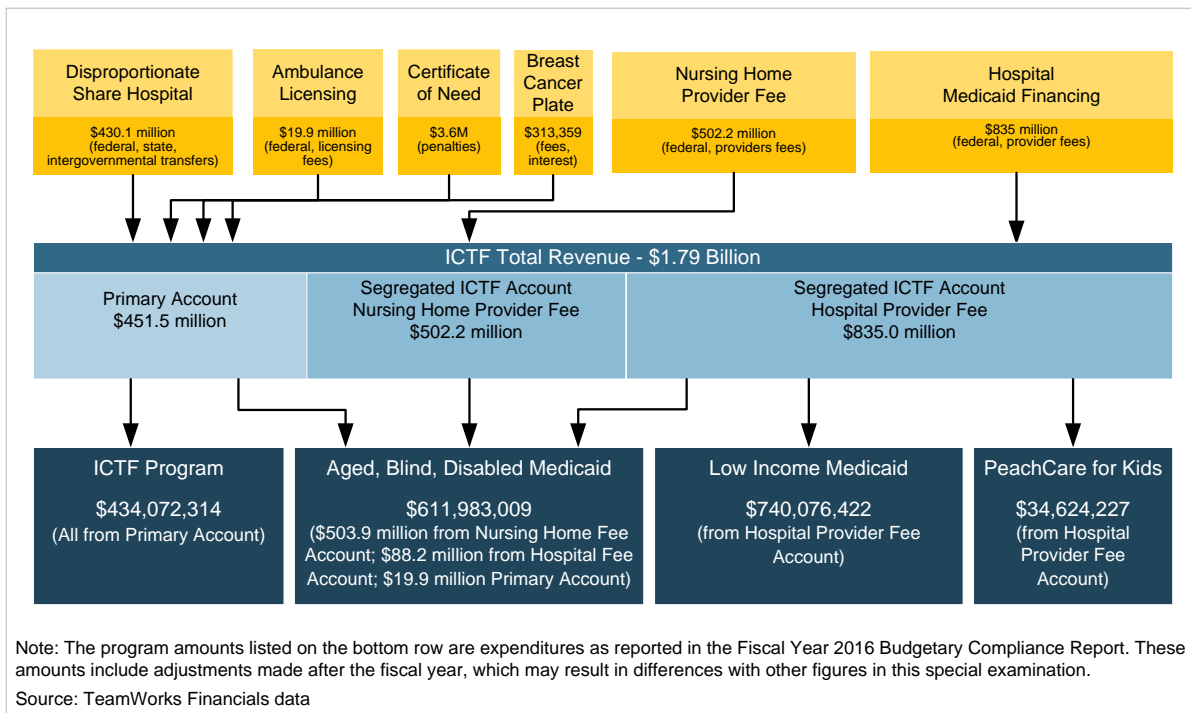 Disproportionate
Share Hospital
$430.1 million
(federal, state,
intergovernmental transfers)
Ambulance
Licensing
$19.9 million
(federal, licensing
fees)
Certificate
of Need
$3.6M
(penalties)
Breast
Cancer
Plate
$313,359
(fees,
interest)
Nursing Home
Provider Fee
$502.2 million
(federal, providers fees)
Hospital
Medicaid Financing
$835 million
(federal, provider fees)
ICTF Total Revenue - $1.79 Billion
Primary Account
$451.5 million
Segregated ICTF Account
Nursing Home Provider Fee
$502.2 million
Segregated ICTF Account
Hospital Provider Fee
$835.0 million
ICTF Program
$434,072,314
(All from Primary Account)
Aged, Blind, Disabled Medicaid
$611,983,009
($503.9 million from Nursing Home Fee
Account; $88.2 million from Hospital Fee
Account; $19.9 million Primary Account)
Low Income Medicaid
$740,076,422
(from Hospital Provider Fee
Account)
PeachCare for Kids
$34,624,227
(from Hospital
Provider Fee
Account)
Note: The program amounts listed on the bottom row are expenditures as reported in the Fiscal Year 2016 Budgetary Compliance Report. These
amounts include adjustments made after the fiscal year, which may result in differences with other figures in this special examination.
Source: TeamWorks Financials data